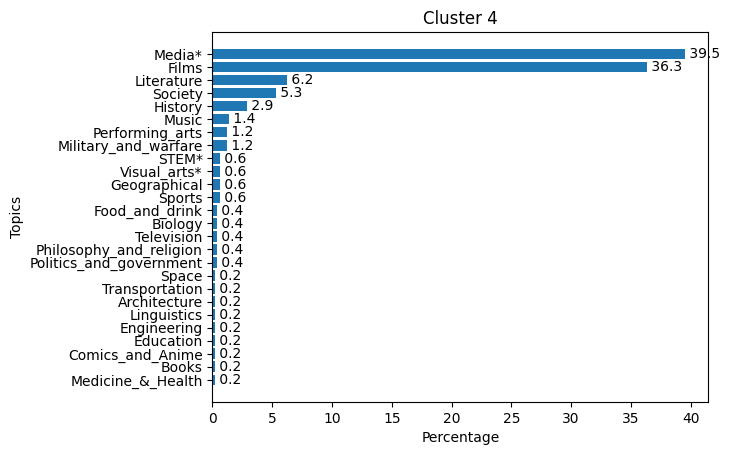 Cluster 4
Media* 39.5
Films 36.3
Literature 6.2
Society 5.3
History 2.9
Music 1.4
Performing_arts 1.2
Military_and_warfare 1.2
STEM* 0.6
Visual_arts* 0.6
Geographical 0.6
Sports 0.6
Food_and_drink 0.4
Biology 0.4
Television 0.4
Philosophy_and_religion 0.4
Politics_and_government 0.4
Space 0.2
Transportation 0.2
Architecture 0.2
Linguistics 0.2
Engineering 0.2
Education 0.2
Comics_and_Anime 0.2
Books 0.2
Medicine_&_Health 0.2
Topics
0 5 10 15 20 25 30 35 40
Percentage